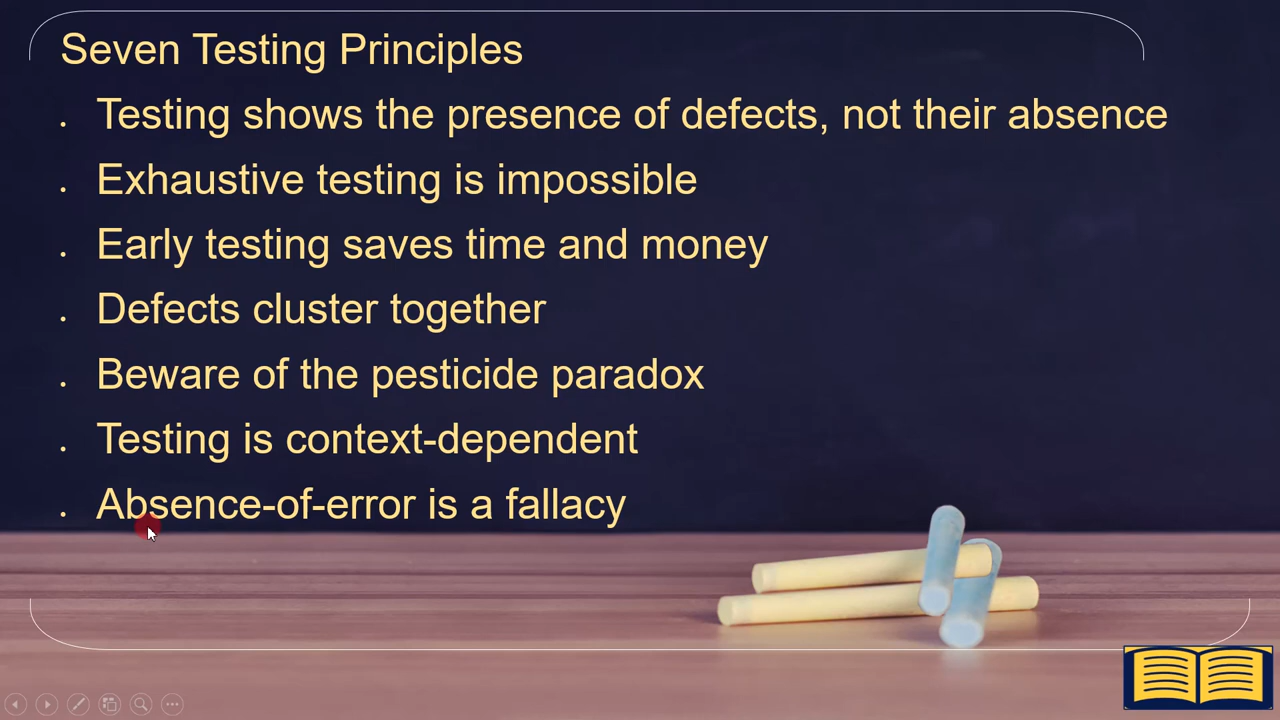 Seven Testing Principles
. Testing shows the presence of defects, not their absence
. Exhaustive testing is impossible
. Early testing saves time and money
. Defects cluster together
. Beware of the pesticide paradox
. Testing is context-dependent
. Absence-of-error is a fallacy